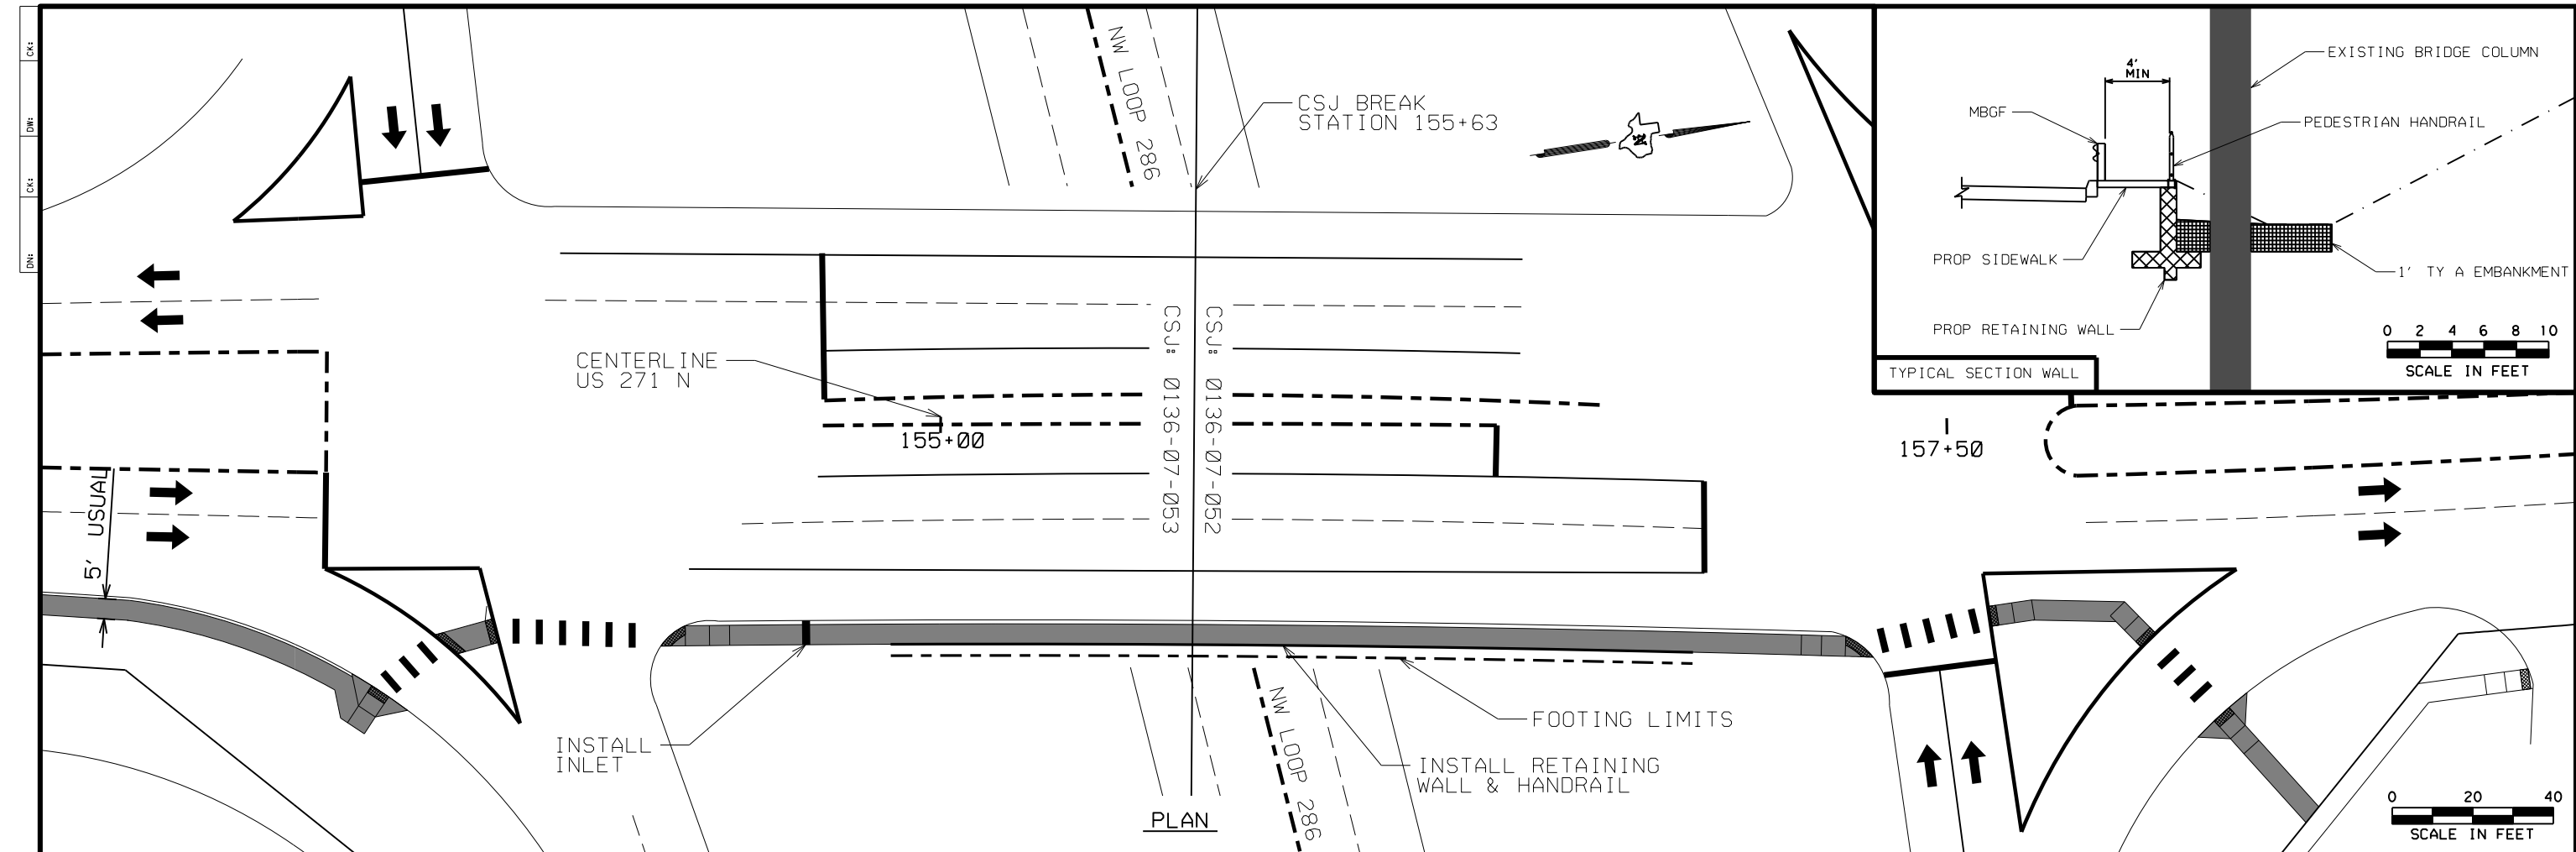 CK:
DW:
CK:
DN:
NW LOOP 286
CSJ BREAK
STATION 155+63
4'
MIN
EXISTING BRIDGE COLUMN
MBGF
PEDESTRIAN HANDRAIL
PROP SIDEWALK
1' TY A EMBANKMENT
PROP RETAINING WALL
0 2 4 6 8 10
SCALE IN FEET
TYPICAL SECTION WALL
CENTERLINE
US 271 N
155+00
CSJ: 0136-07-053
CSJ: 0136-07-052
157+50
5' USUAL
INSTALL
INLET
NW LOOP 286
FOOTING LIMITS
INSTALL RETAINING
WALL & HANDRAIL
PLAN
0 20 40
SCALE IN FEET